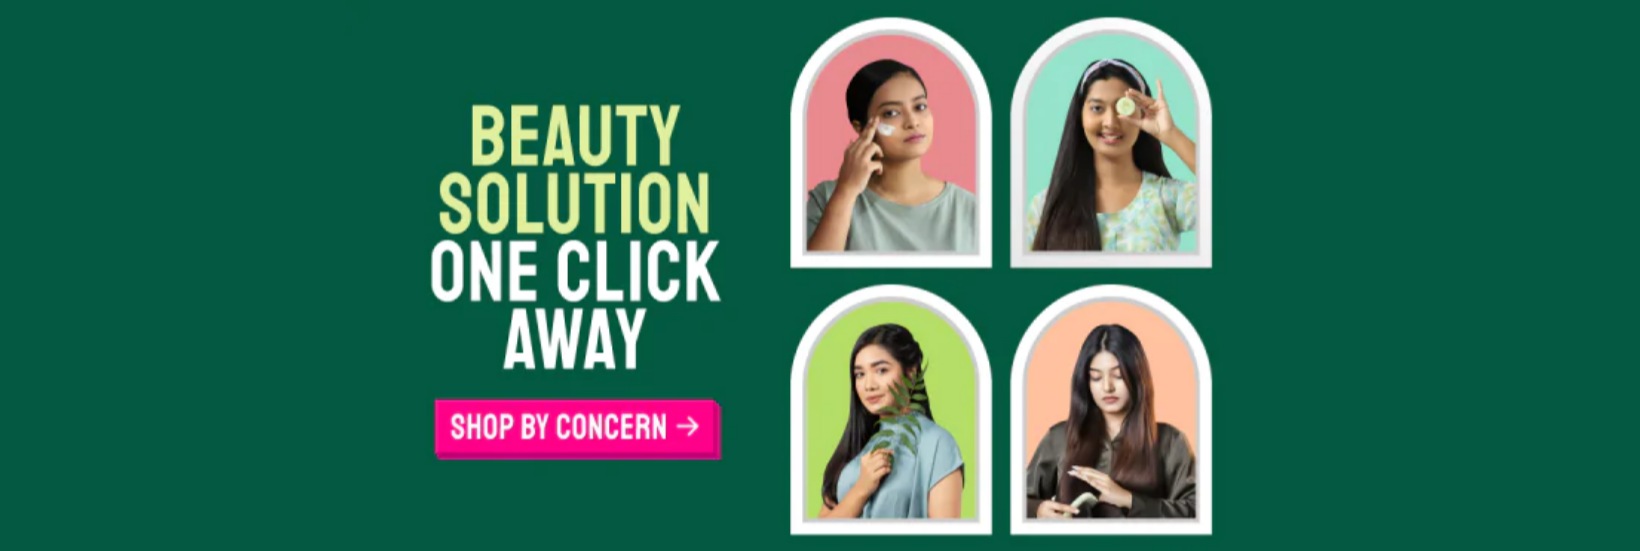 BEAUTY
SOLUTION
ONE CLICK
AWAY
SHOP BY CONCERN →